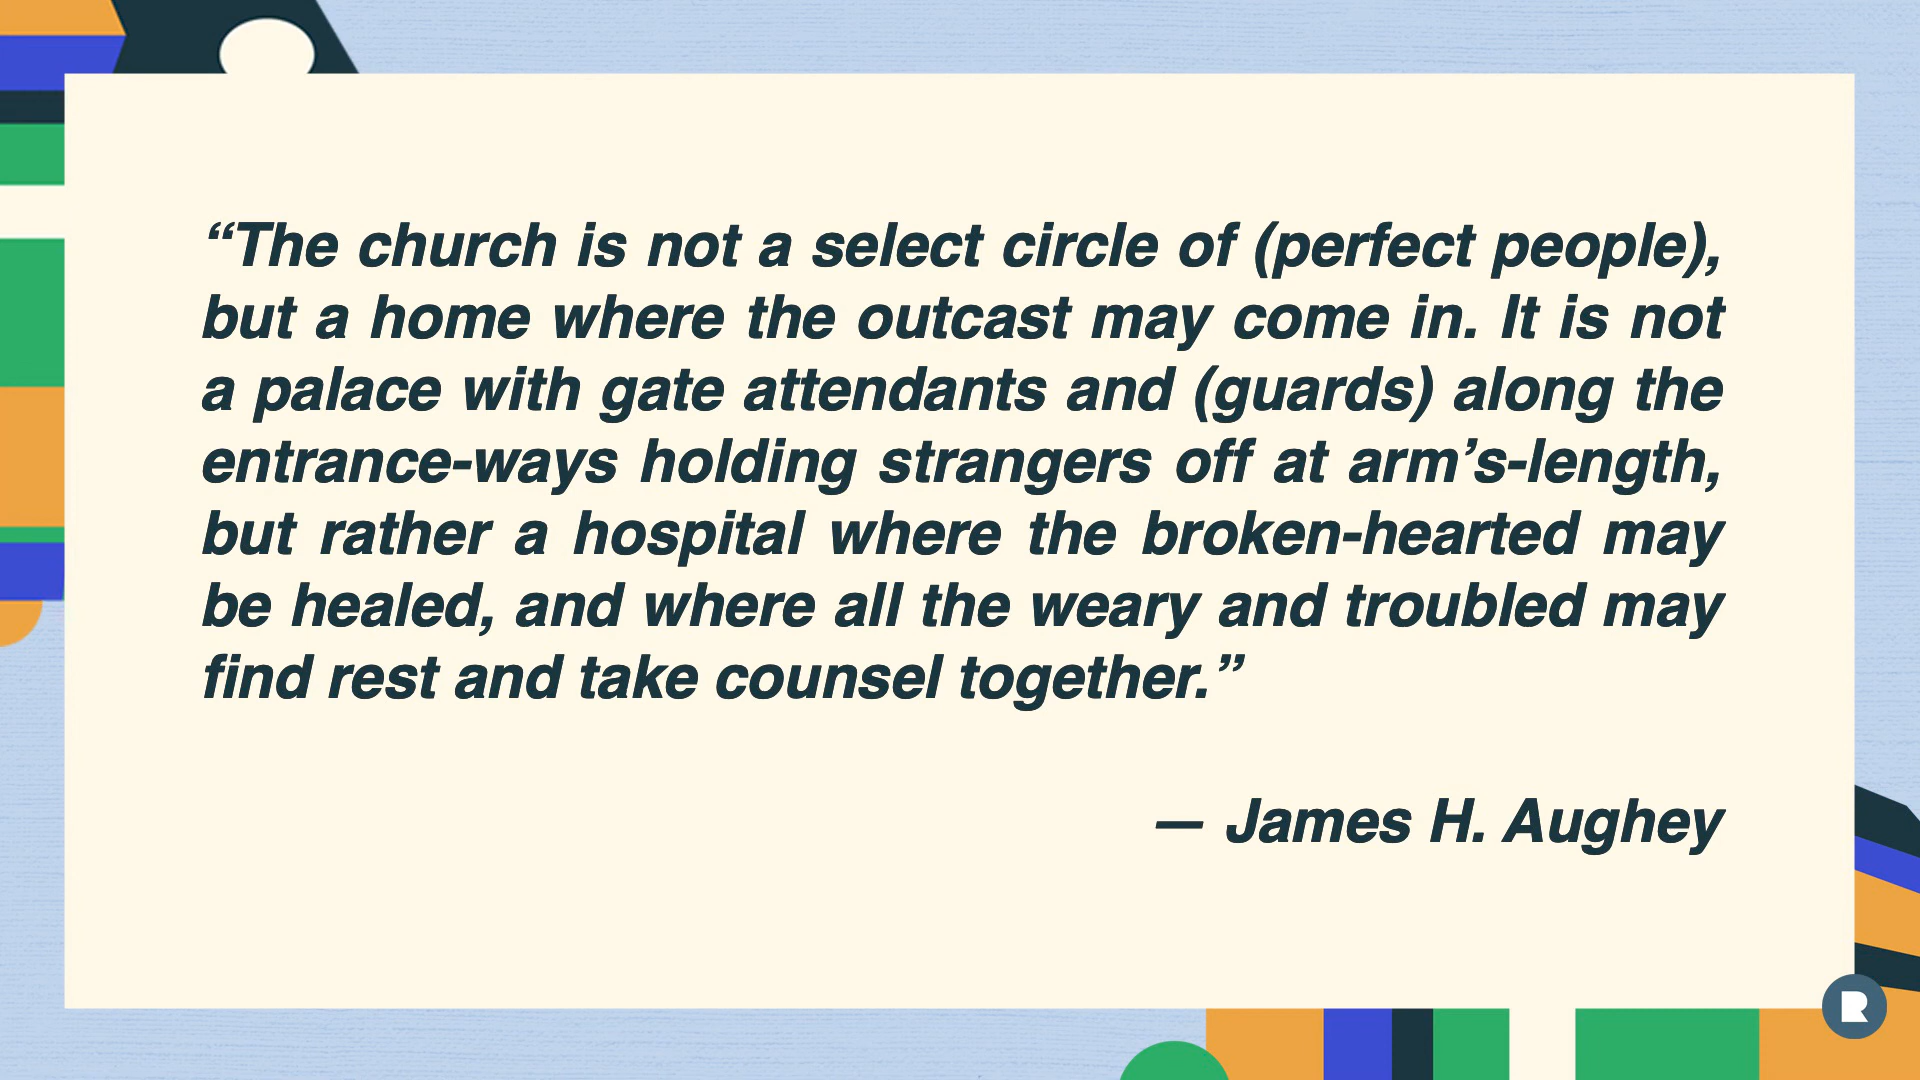 “The church is not a select circle of (perfect people),
but a home where the outcast may come in. It is not
a palace with gate attendants and (guards) along the
entrance-ways holding strangers off at arm’s-length,
but rather a hospital where the broken-hearted may
be healed, and where all the weary and troubled may
find rest and take counsel together.”
— James H. Aughey
R